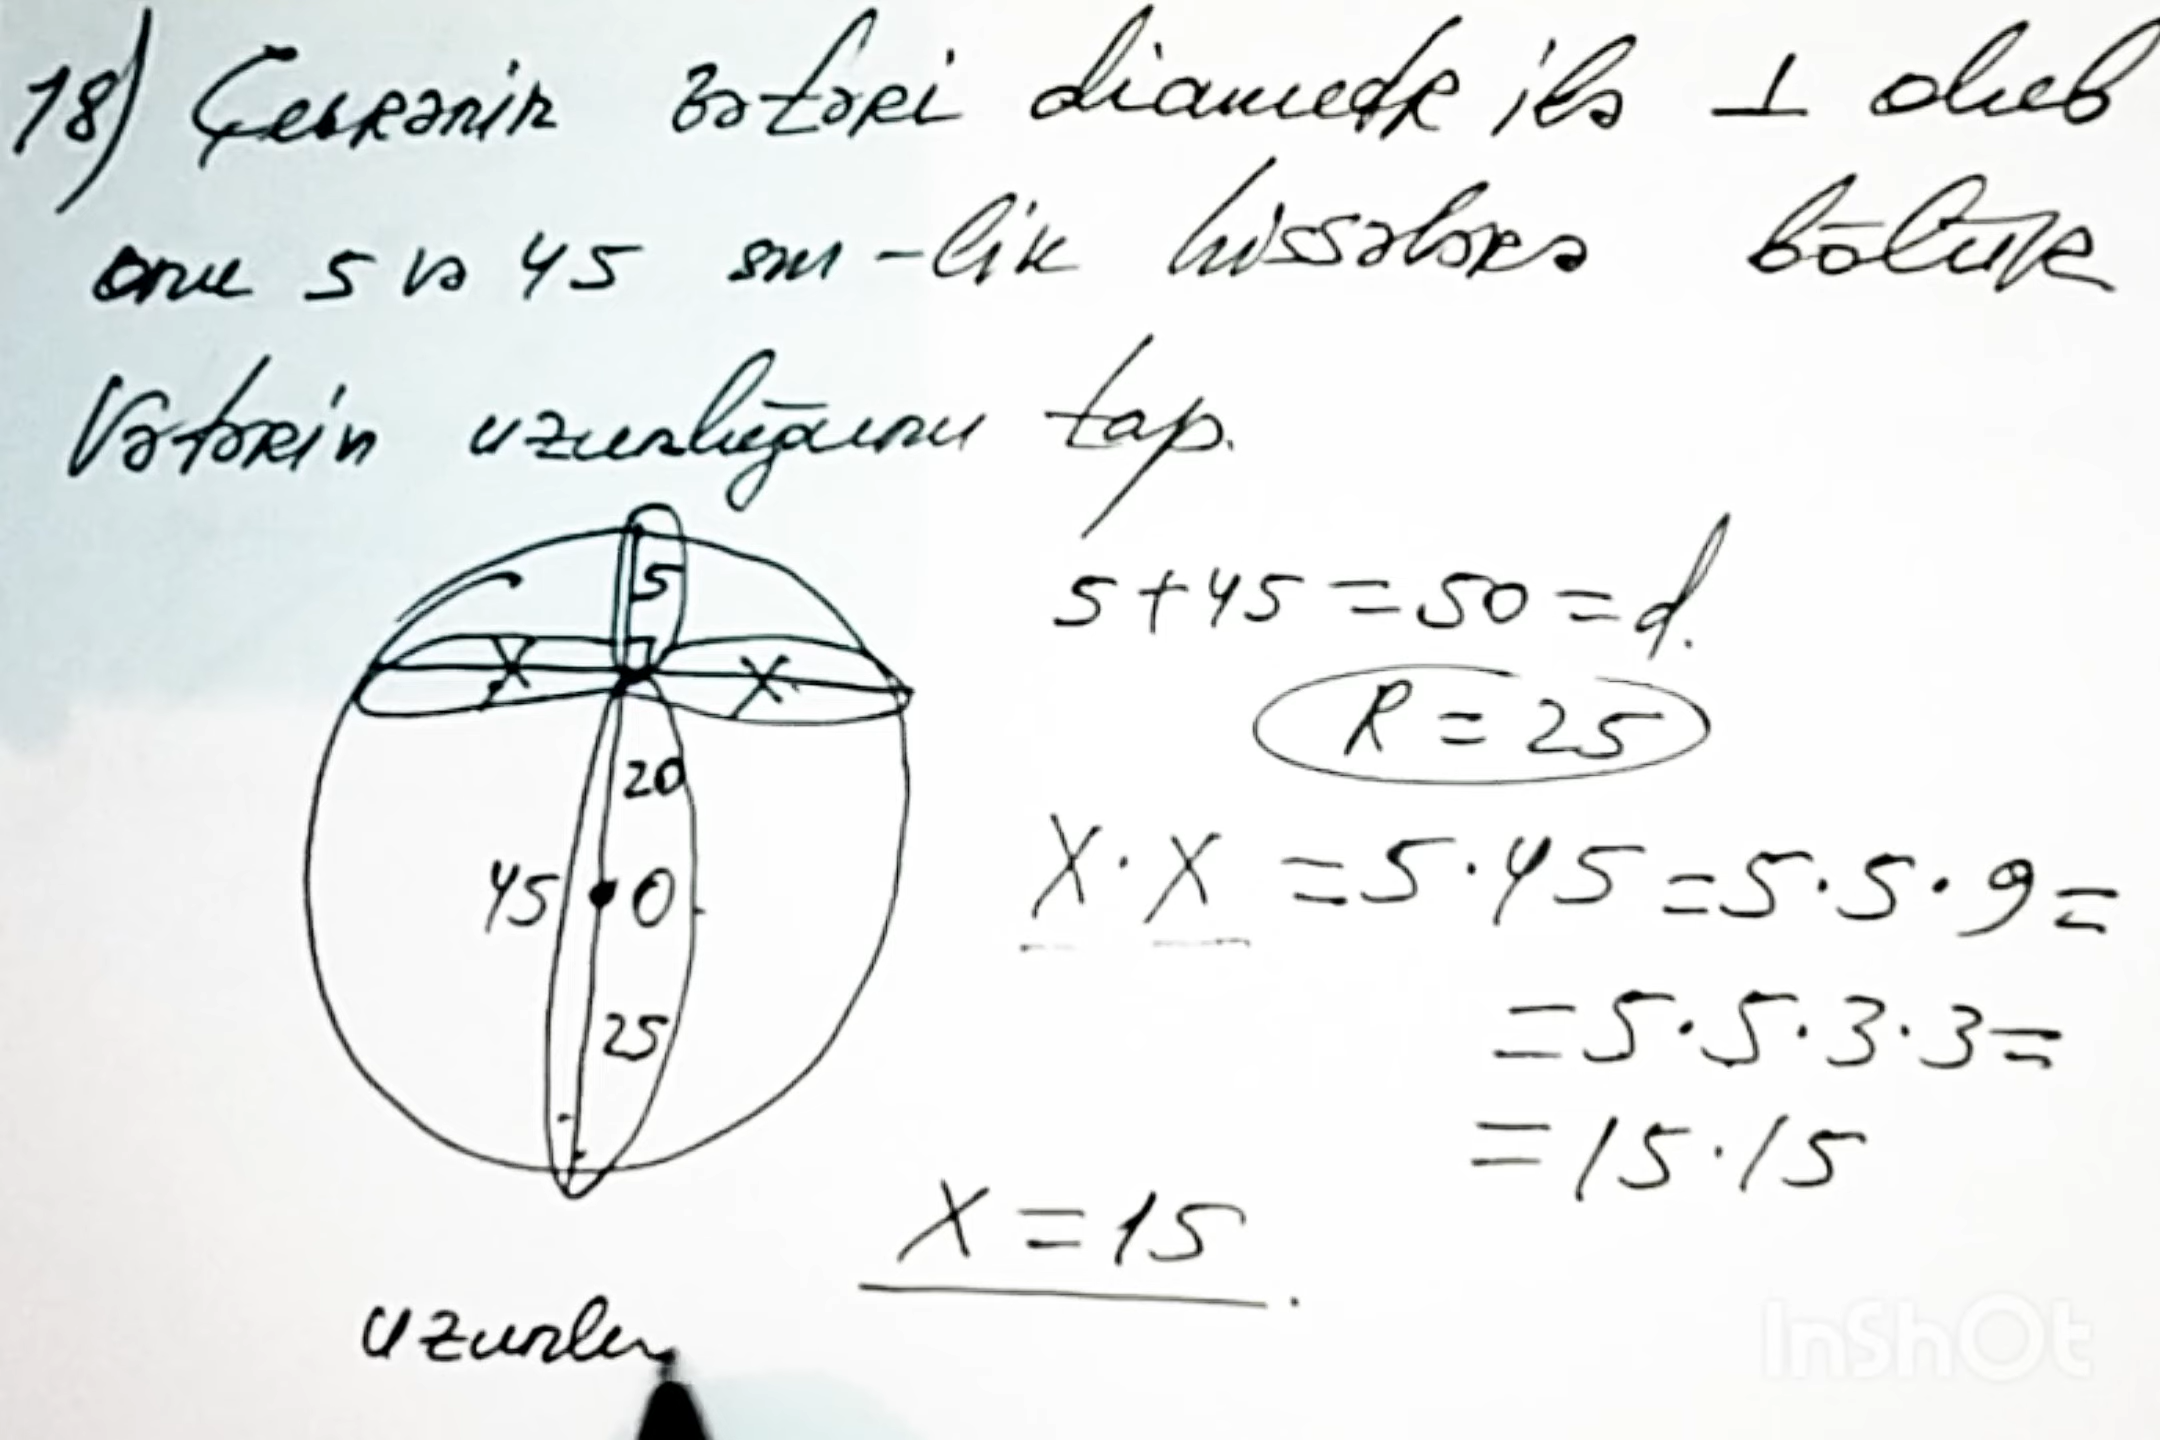 18) Çevrənin vətəri diametr ilə ⊥ olub
onu 5 və 45 sm-lik hissələrə bölür
Vətərin uzunluğunu tap.
5
x x
20
45 O
25
5+45=50=d.
R=25
x·x=5·45=5·5·9=
=5·5·3·3=
=15·15
x=15.
uzunlu
InShOt